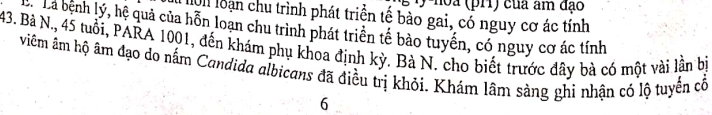 (pH) của âm đạo
loạn chu trình phát triển tế bào gai, có nguy cơ ác tính
E. Là bệnh lý, hệ quả của hỗn loạn chu trình phát triển tế bào tuyến, có nguy cơ ác tính
43. Bà N., 45 tuổi, PARA 1001, đến khám phụ khoa định kỳ. Bà N. cho biết trước đây bà có một vài lần bị
viêm âm hộ âm đạo do nấm Candida albicans đã điều trị khỏi. Khám lâm sàng ghi nhận có lộ tuyến cổ
6